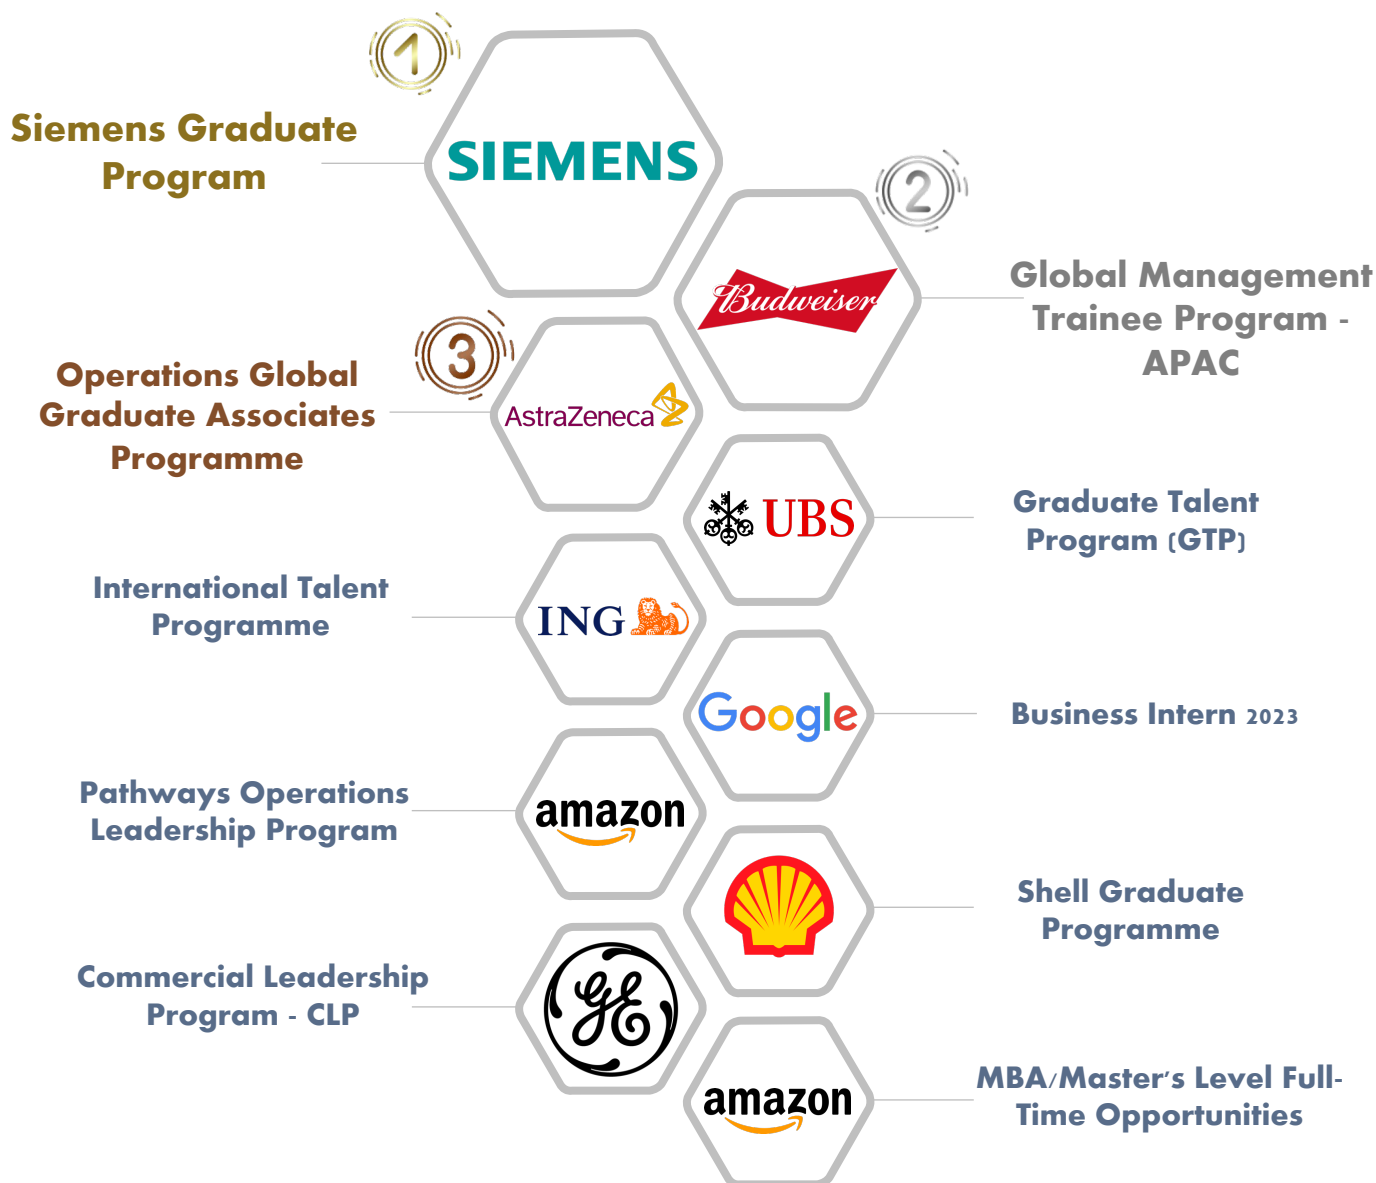 1
Siemens Graduate
Program
SIEMENS
2
Budweiser
Global Management
Trainee Program -
APAC
3
Operations Global
Graduate Associates
Programme
AstraZeneca
UBS
Graduate Talent
Program (GTP)
International Talent
Programme
ING
Google
Business Intern 2023
Pathways Operations
Leadership Program
amazon
Shell Graduate
Programme
Commercial Leadership
Program - CLP
GE
amazon
MBA/Master's Level Full-
Time Opportunities